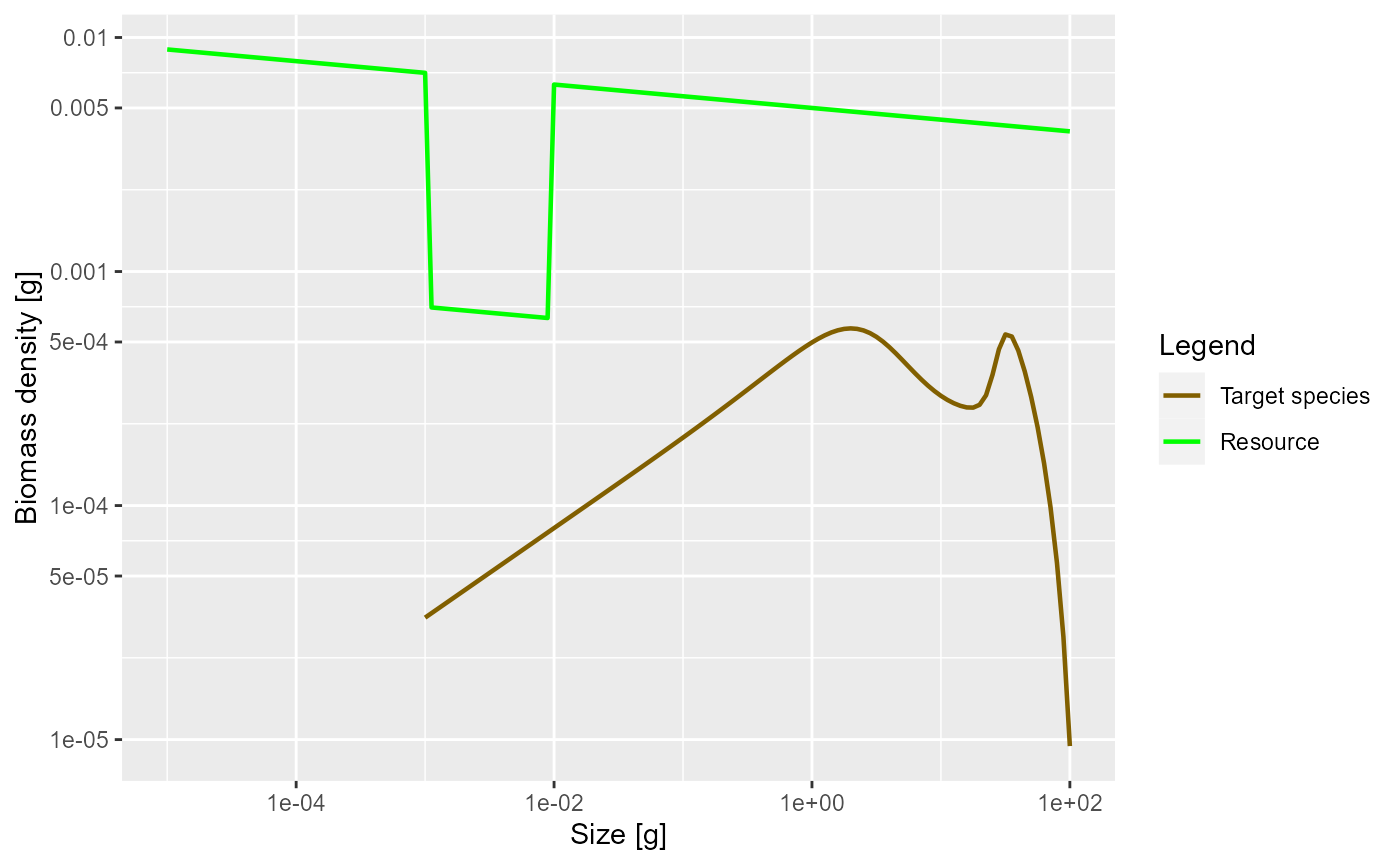 0.01
0.005
0.001
5e-04
1e-04
5e-05
1e-05
Biomass density [g]
1e-04
1e-02
1e+00
1e+02
Size [g]
Legend
Target species
Resource